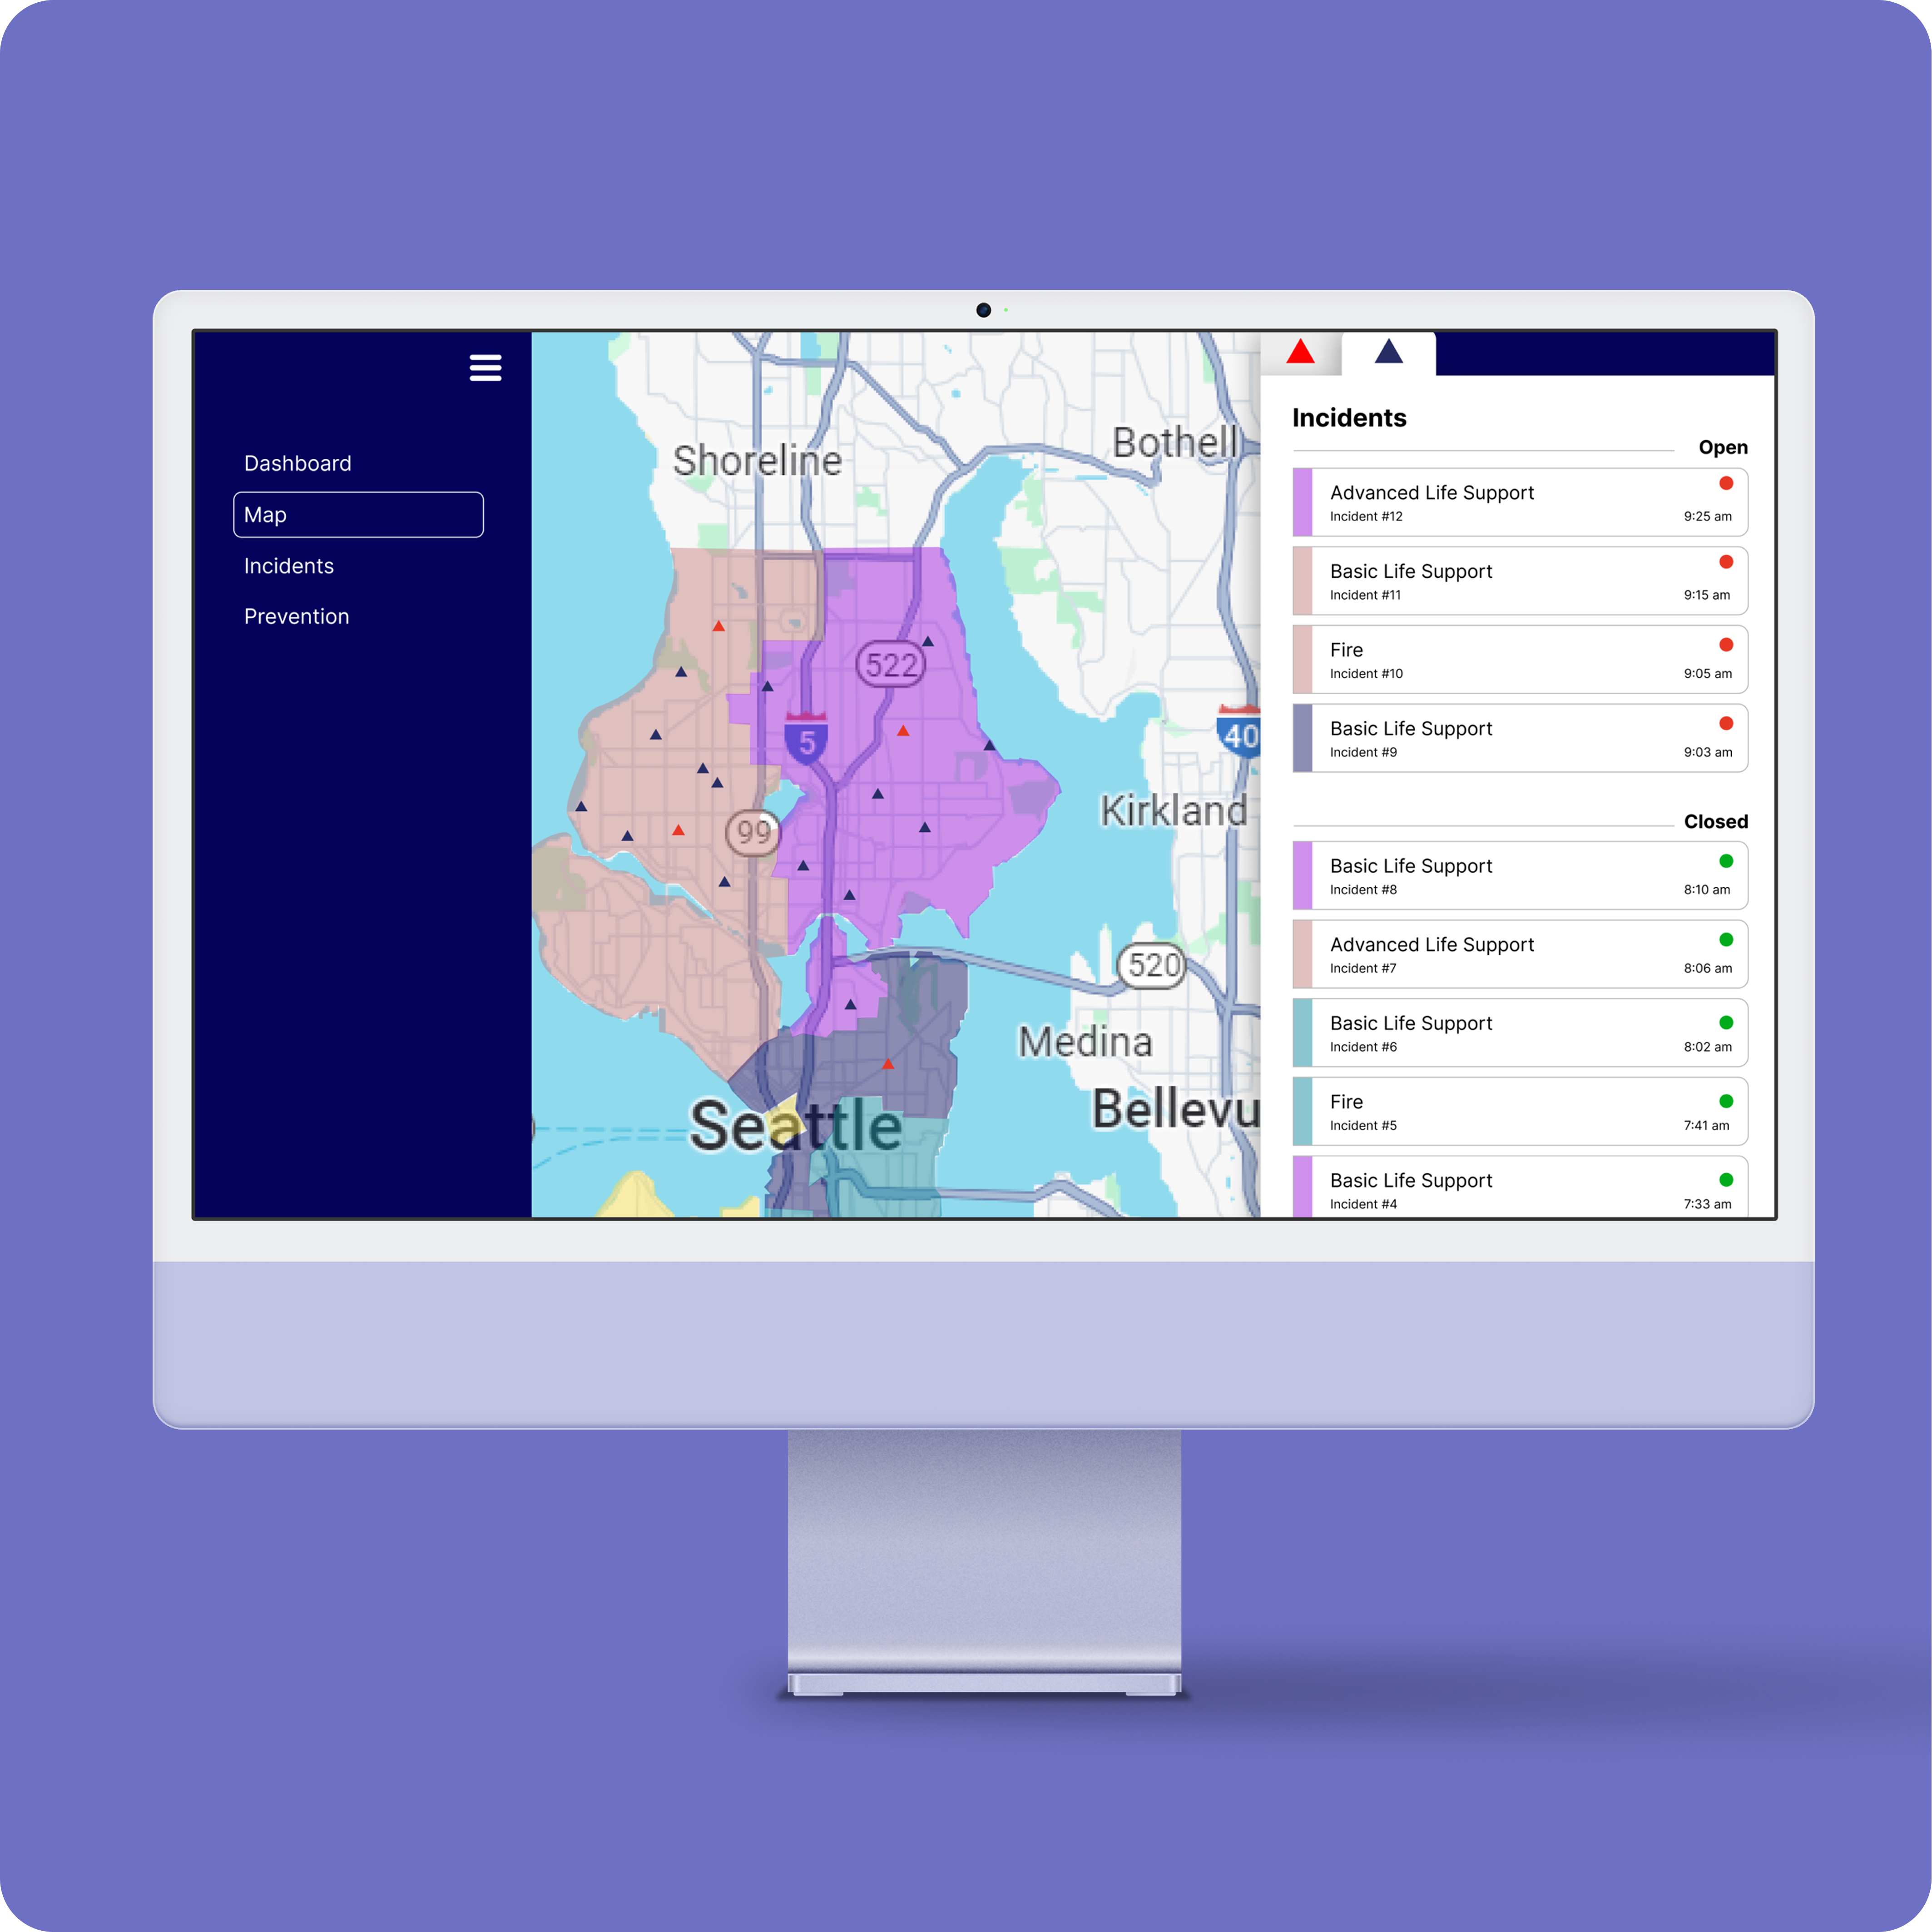 Dashboard
Map
Incidents
Prevention
Shoreline
Bothell
522
5
40
99
Kirkland
520
Medina
Bellevu
Seattle
Incidents
Open
Advanced Life Support
Incident #12
9:25 am
Basic Life Support
Incident #11
9:15 am
Fire
Incident #10
9:05 am
Basic Life Support
Incident #9
9:03 am
Closed
Basic Life Support
Incident #8
8:10 am
Advanced Life Support
Incident #7
8:06 am
Basic Life Support
Incident #6
8:02 am
Fire
Incident #5
7:41 am
Basic Life Support
Incident #4
7:33 am